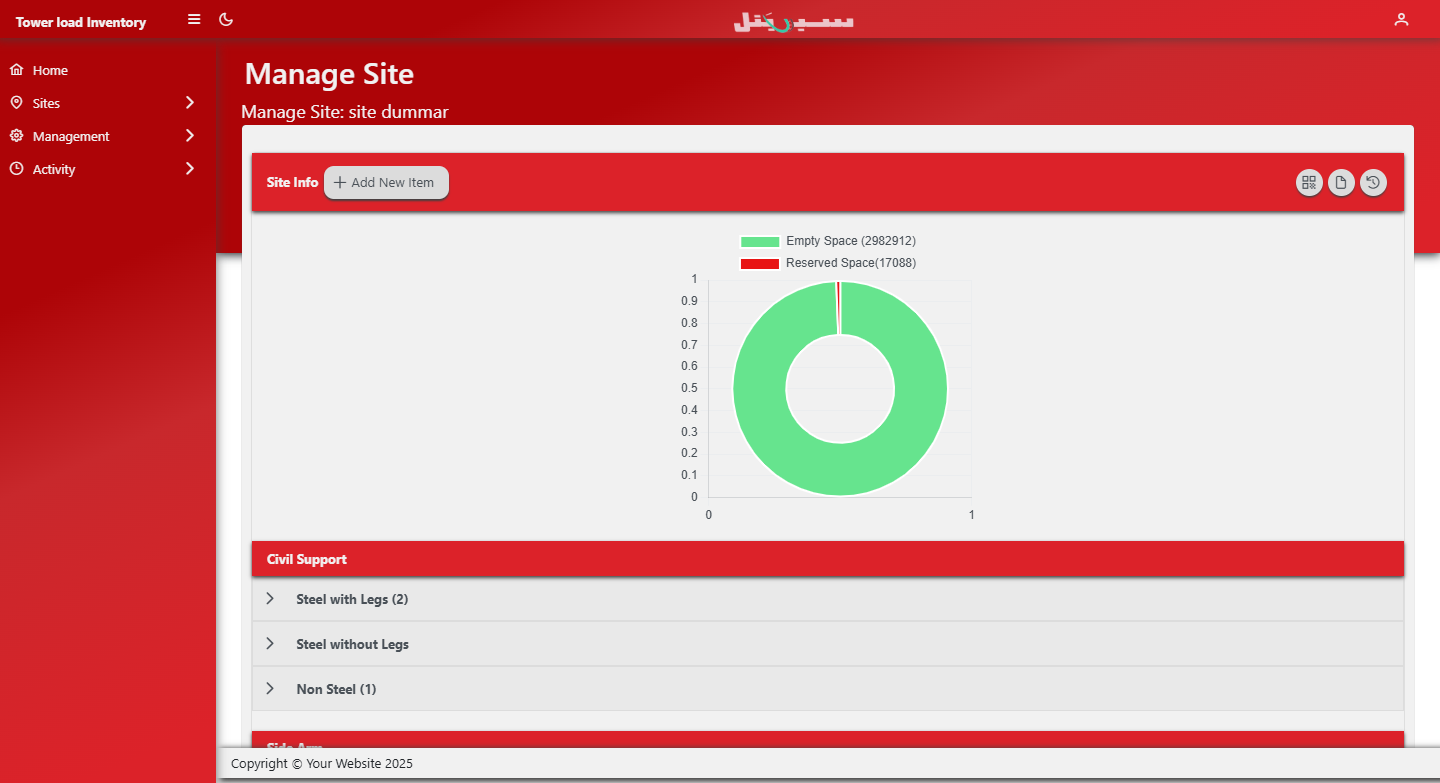 Tower load Inventory
سيريتل
Home
Sites
Management
Activity
Manage Site
Manage Site: site dummar
Site Info
Add New Item
Empty Space (2982912)
Reserved Space(17088)
1
0.9
0.8
0.7
0.6
0.5
0.4
0.3
0.2
0.1
0
0
1
Civil Support
Steel with Legs (2)
Steel without Legs
Non Steel (1)
Side Arm
Copyright © Your Website 2025